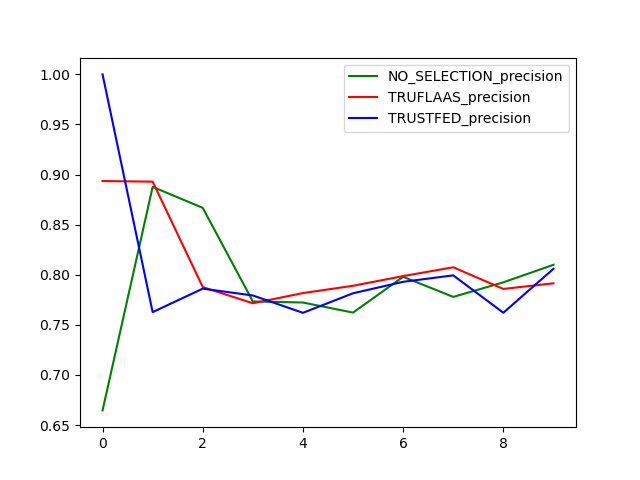 NO_SELECTION_precision
TRUFLAAS_precision
TRUSTFED_precision
1.00
0.95
0.90
0.85
0.80
0.75
0.70
0.65
0 2 4 6 8